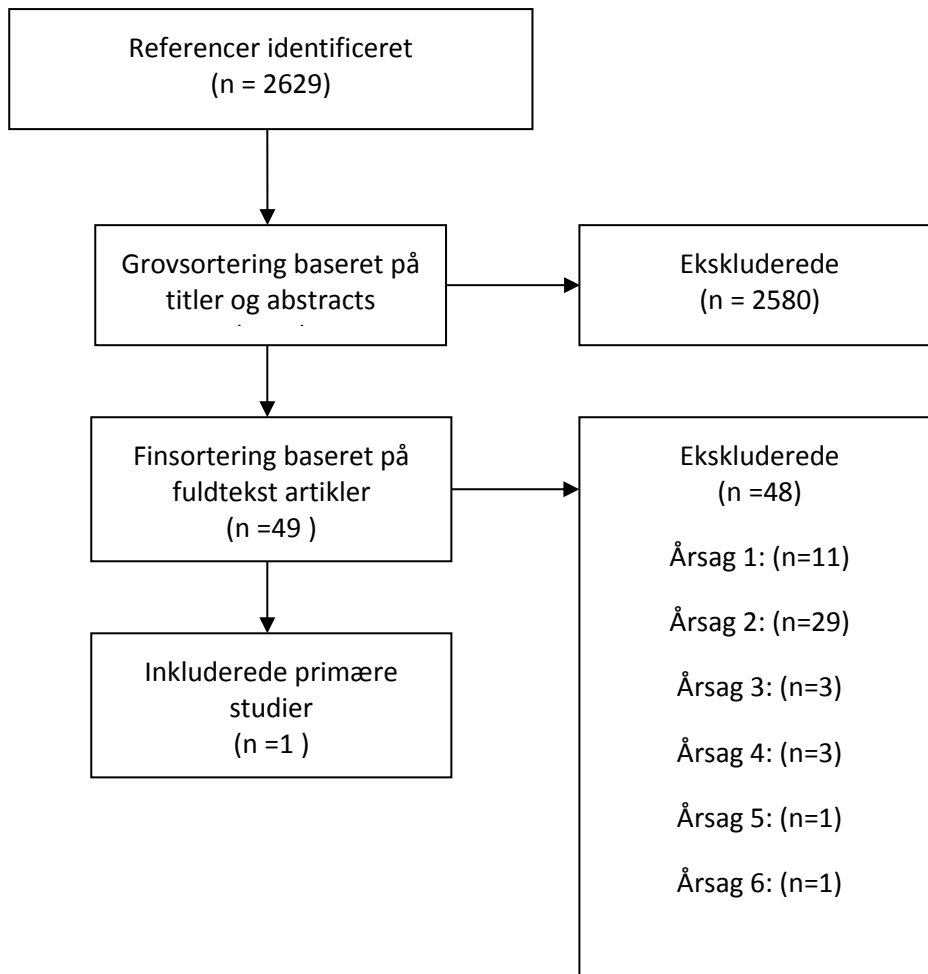 Referencer identificeret
(n = 2629)
Grovsortering baseret på
titler og abstracts
Ekskluderede
(n = 2580)
Finsortering baseret på
fuldtekst artikler
(n =49 )
Ekskluderede
(n =48)
Årsag 1: (n=11)
Årsag 2: (n=29)
Årsag 3: (n=3)
Årsag 4: (n=3)
Årsag 5: (n=1)
Årsag 6: (n=1)
Inkluderede primære
studier
(n =1 )